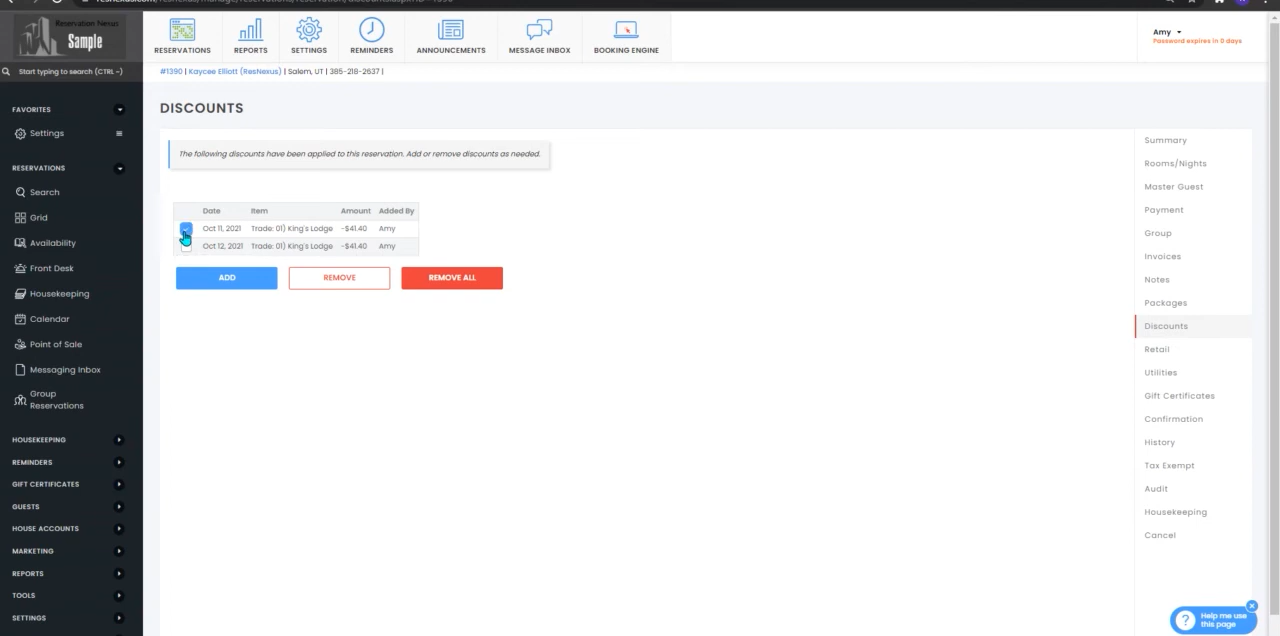 Reservation Nexus
Sample
RESERVATIONS
REPORTS
SETTINGS
REMINDERS
ANNOUNCEMENTS
MESSAGE INBOX
BOOKING ENGINE
Amy
Password expires in 0 days
Start typing to search (CTRL ~)
#1390 | Kaycee Elliott (ResNexus) | Salem, UT | 385-218-2637 |
FAVORITES
Settings
RESERVATIONS
Search
Grid
Availability
Front Desk
Housekeeping
Calendar
Point of Sale
Messaging Inbox
Group
Reservations
HOUSEKEEPING
REMINDERS
GIFT CERTIFICATES
GUESTS
HOUSE ACCOUNTS
MARKETING
REPORTS
TOOLS
SETTINGS
DISCOUNTS
The following discounts have been applied to this reservation. Add or remove discounts as needed.
Date Item Amount Added By
Oct 11, 2021 Trade: 01) King's Lodge -$41.40 Amy
Oct 12, 2021 Trade: 01) King's Lodge -$41.40 Amy
ADD
REMOVE
REMOVE ALL
Summary
Rooms/Nights
Master Guest
Payment
Group
Invoices
Notes
Packages
Discounts
Retail
Utilities
Gift Certificates
Confirmation
History
Tax Exempt
Audit
Housekeeping
Cancel
? Help me use
this page